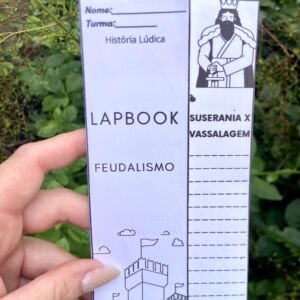 Nome:
Turma:
História Lúdica
LAPBOOK
FEUDALISMO
SUSERANIA X
VASSALAGEM